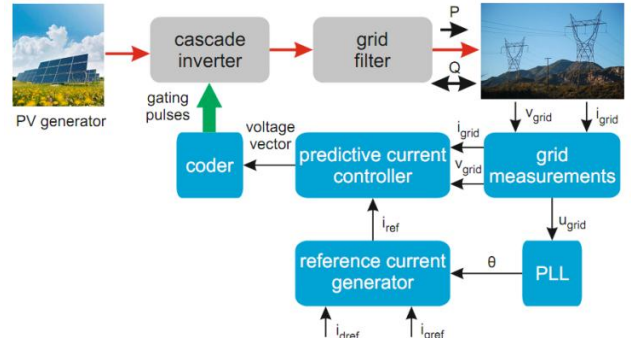 P
cascade
inverter
grid
filter
Q
PV generator
gating
pulses
v_grid
i_grid
voltage
vector
i_grid
v_grid
coder
predictive current
controller
grid
measurements
i_ref
u_grid
reference current
generator
θ
PLL
i_dref
i_qref